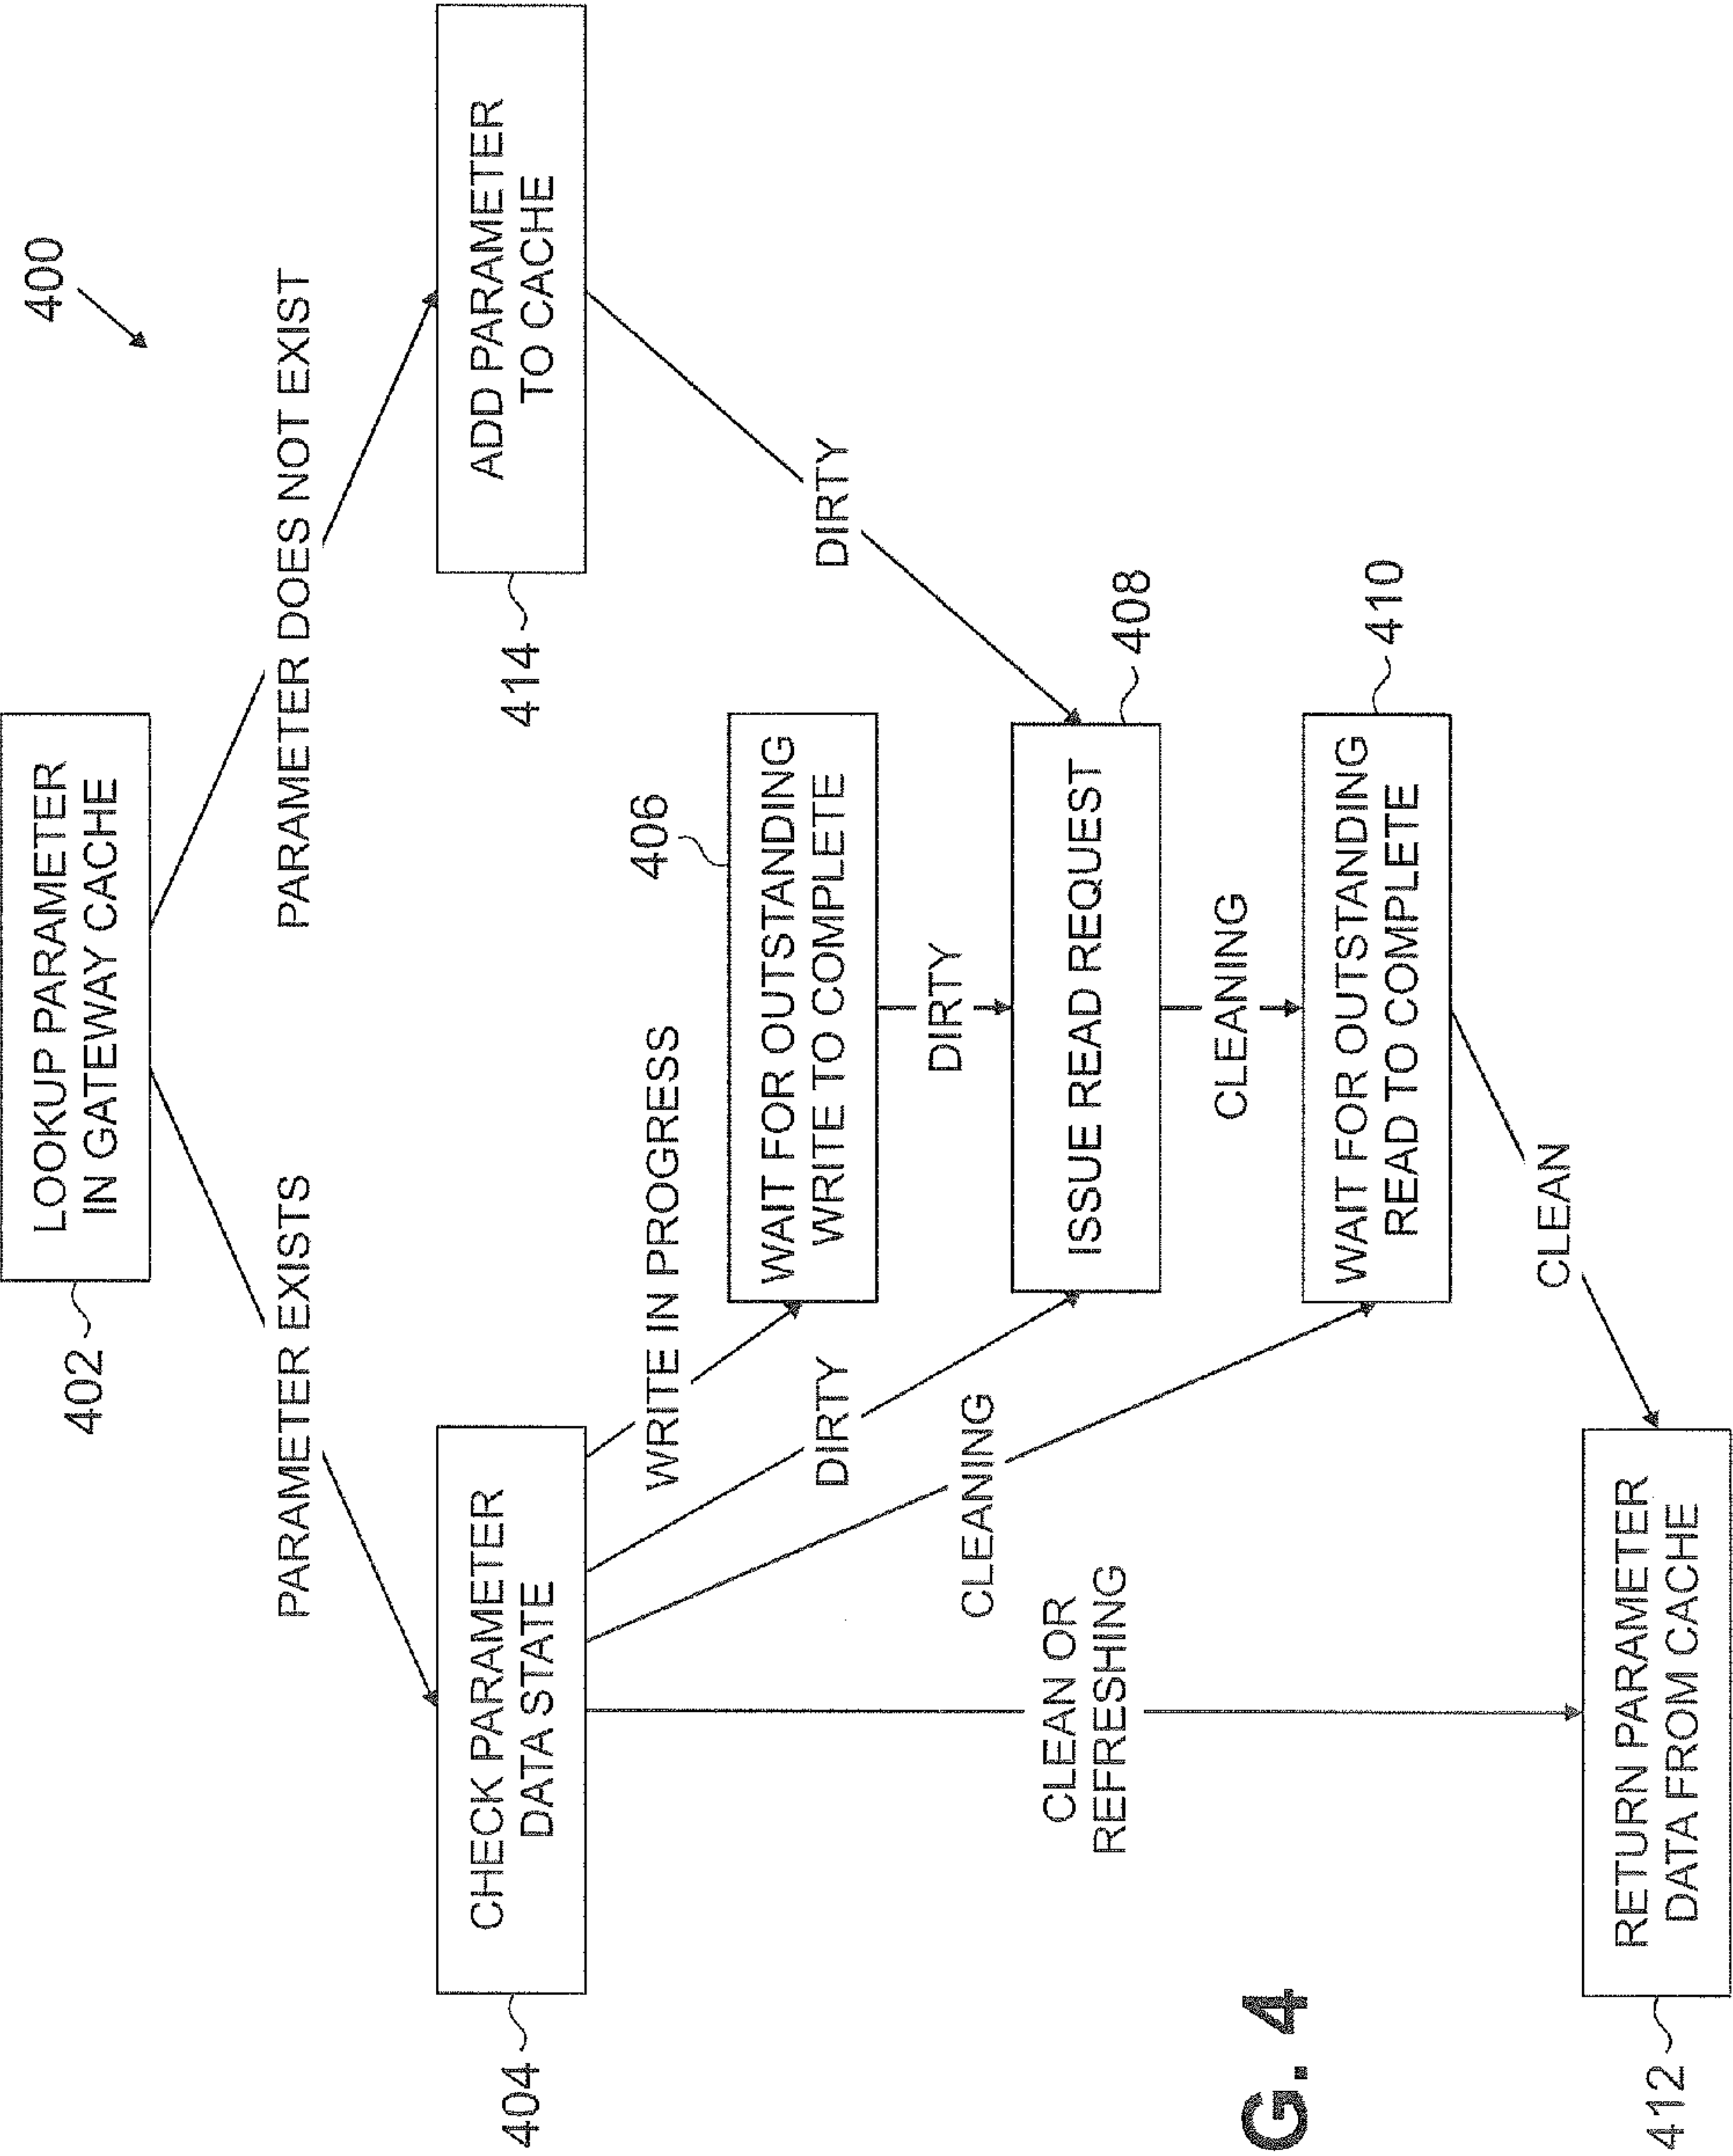 400
LOOKUP PARAMETER
IN GATEWAY CACHE
402
PARAMETER EXISTS
PARAMETER DOES NOT EXIST
CHECK PARAMETER
DATA STATE
404
ADD PARAMETER
TO CACHE
414
WRITE IN PROGRESS
406
WAIT FOR OUTSTANDING
WRITE TO COMPLETE
DIRTY
DIRTY
DIRTY
CLEANING
ISSUE READ REQUEST
408
CLEAN OR
REFRESHING
CLEANING
WAIT FOR OUTSTANDING
READ TO COMPLETE
410
CLEAN
RETURN PARAMETER
DATA FROM CACHE
412
G. 4